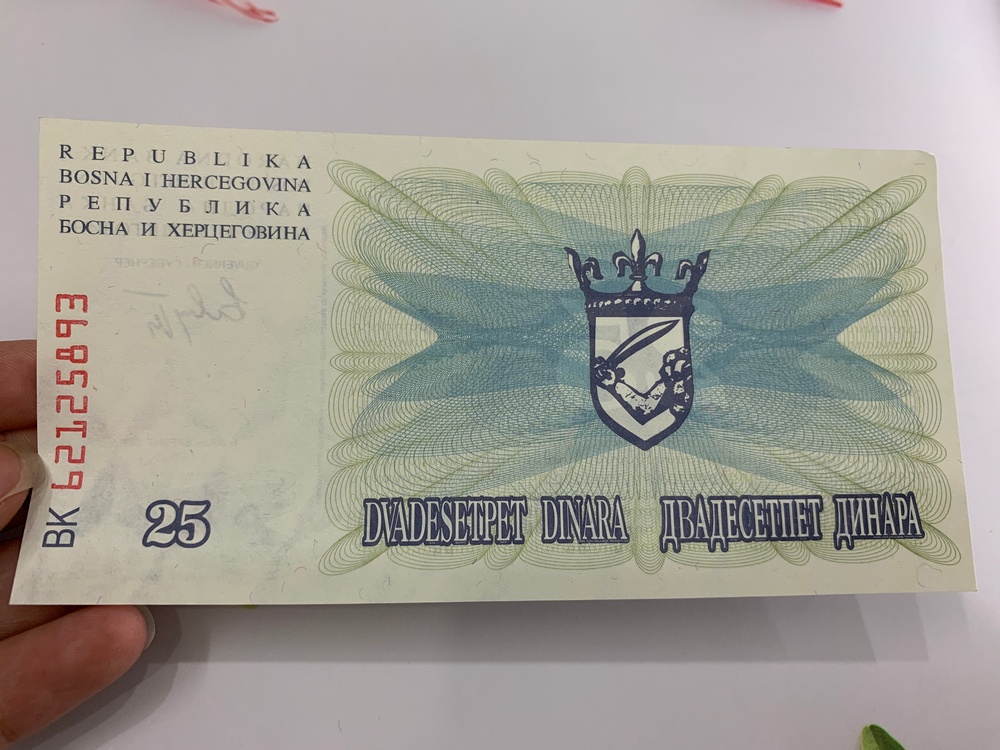 REPUBLIKA
BOSNA I HERCEGOVINA
РЕПУБЛИКА
БОСНА И ХЕРЦЕГОВИНА
BK 62125893
25
DVADESETPET DINARA ДВАДЕСЕТПЕТ ДИНАРА